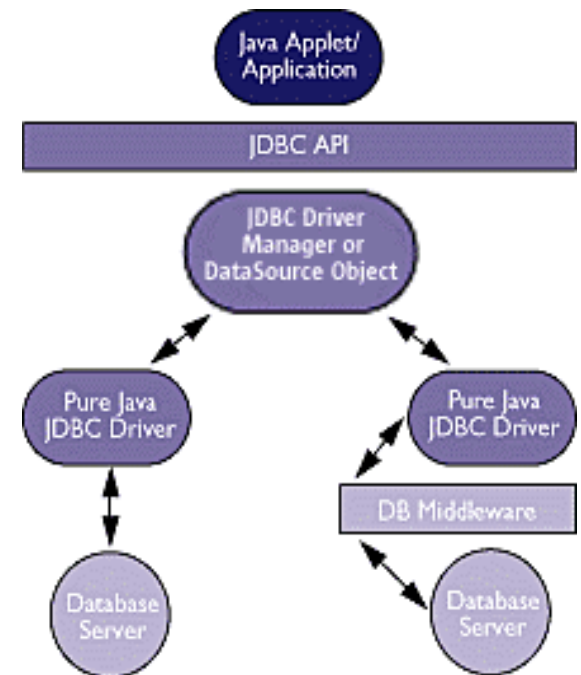 Java Applet/
Application
JDBC API
JDBC Driver
Manager or
DataSource Object
Pure Java
JDBC Driver
Pure Java
JDBC Driver
DB Middleware
Database
Server
Database
Server